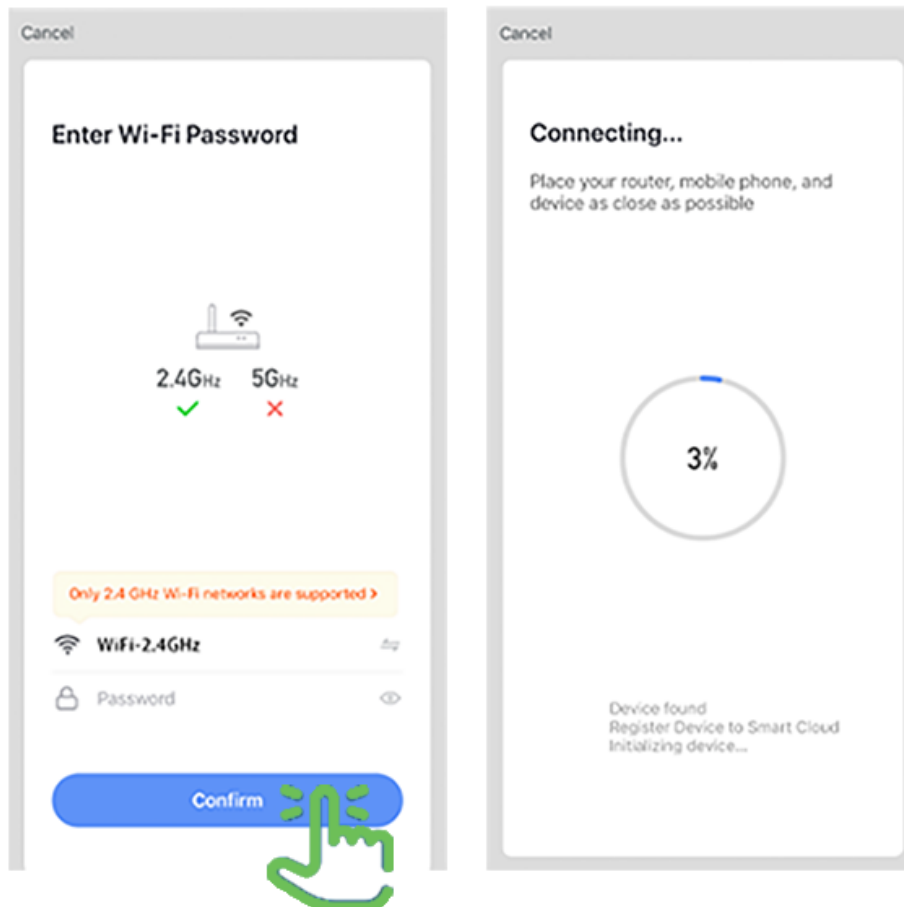 Cancel
Enter Wi-Fi Password
2.4GHz 5GHz
Only 2.4 GHz Wi-Fi networks are supported >
WiFi-2.4GHz
Password
Confirm
Cancel
Connecting...
Place your router, mobile phone, and
device as close as possible
3%
Device found
Register Device to Smart Cloud
Initializing device...